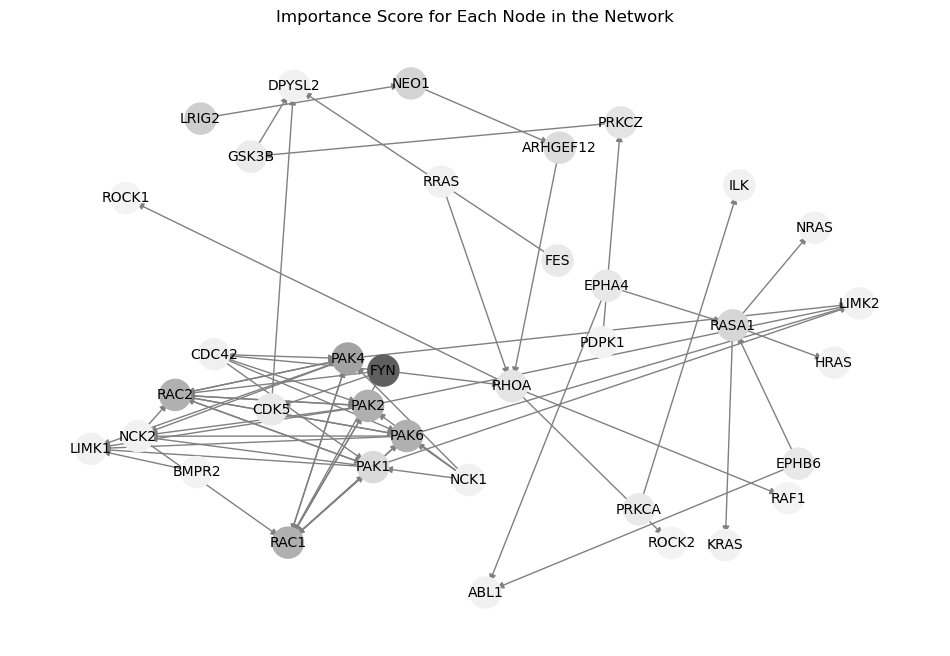 Importance Score for Each Node in the Network
DPYSL2
NEO1
LRIG2
PRKCZ
ARHGEF12
GSK3B
RRAS
ILK
ROCK1
NRAS
FES
EPHA4
LIMK2
RASA1
PDPK1
CDC42
PAK4
HRAS
FYN
RHOA
RAC2
PAK2
CDK5
NCK2
PAK6
LIMK1
EPHB6
PAK1
BMPR2
NCK1
RAF1
PRKCA
RAC1
ROCK2
KRAS
ABL1